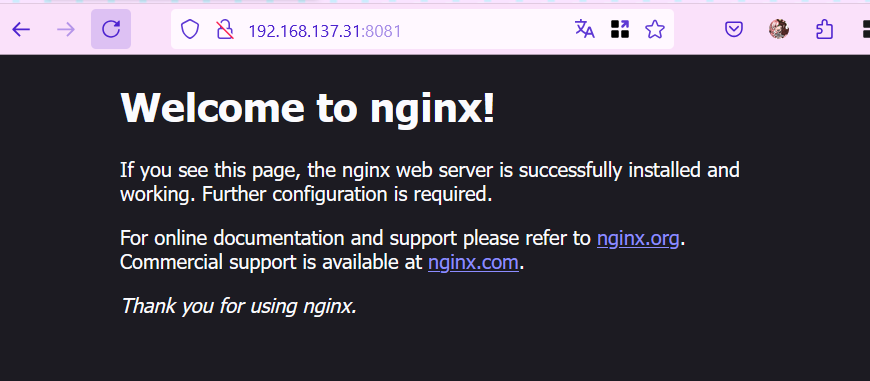 192.168.137.31:8081
Welcome to nginx!
If you see this page, the nginx web server is successfully installed and
working. Further configuration is required.
For online documentation and support please refer to nginx.org.
Commercial support is available at nginx.com.
Thank you for using nginx.